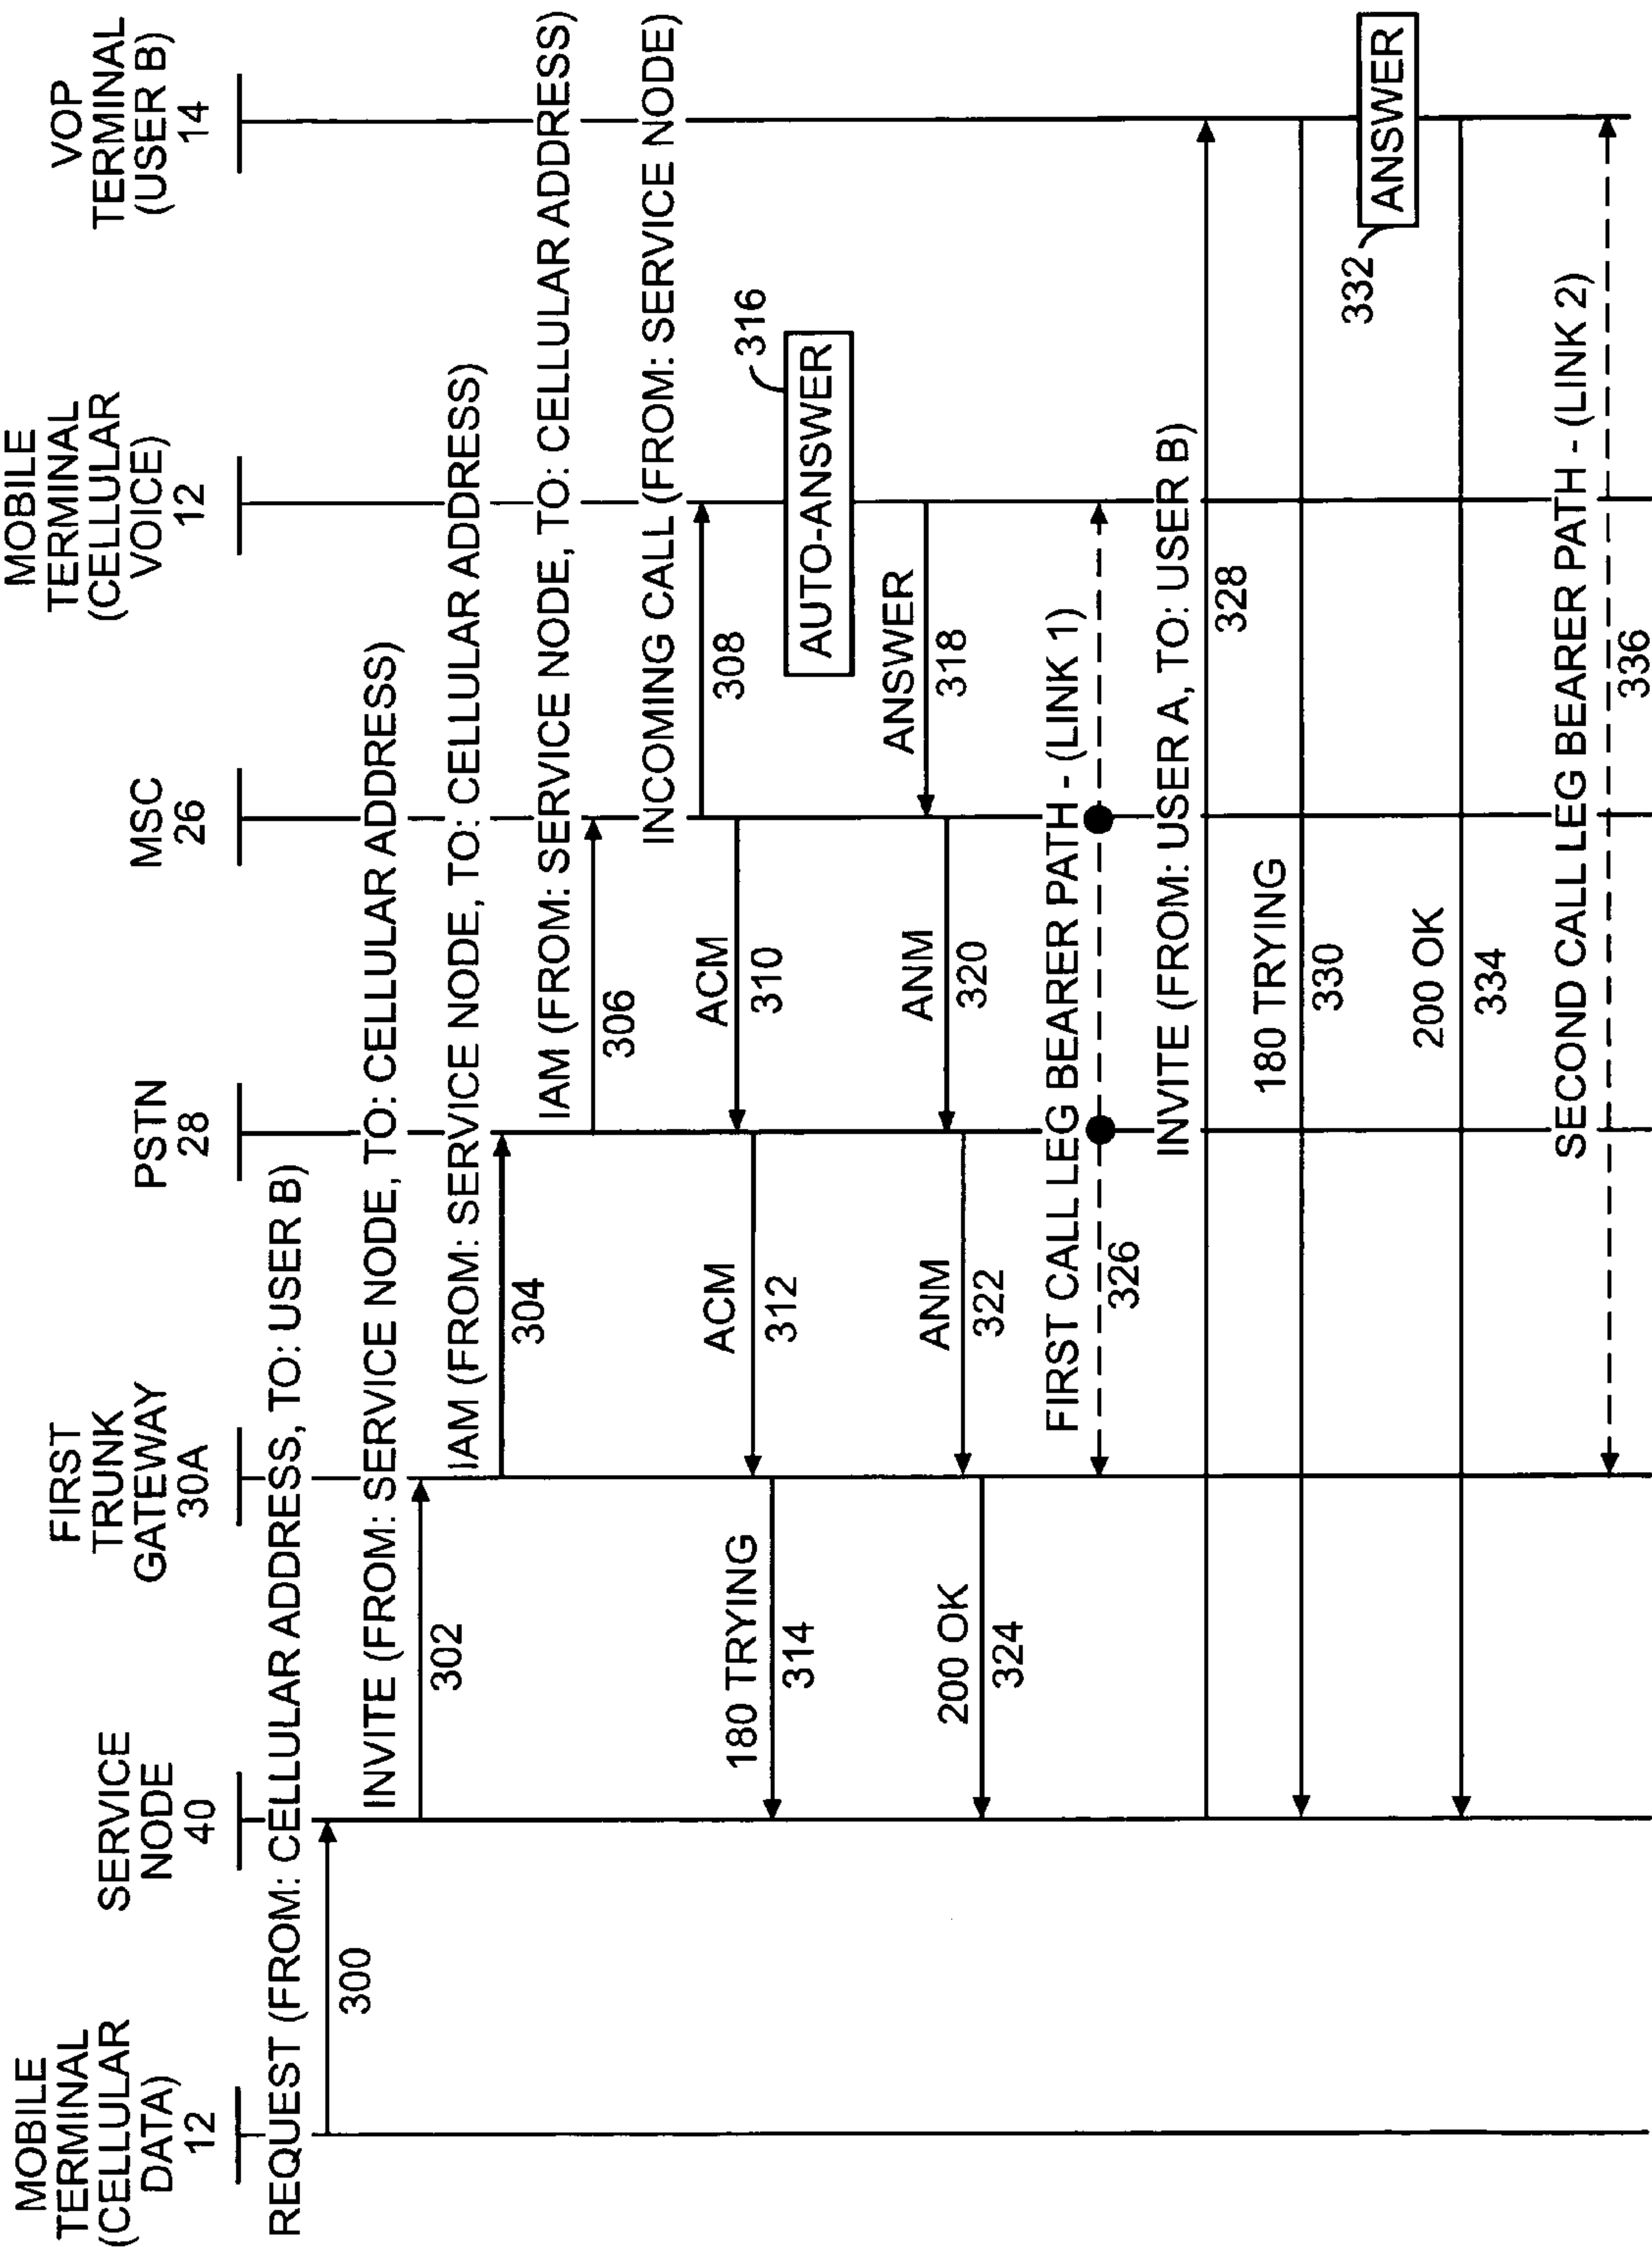 MOBILE
TERMINAL
(CELLULAR
DATA)
12
SERVICE
NODE
40
FIRST
TRUNK
GATEWAY
30A
PSTN
28
MSC
26
MOBILE
TERMINAL
(CELLULAR
VOICE)
12
VOP
TERMINAL
(USER B)
14
REQUEST (FROM: CELLULAR ADDRESS, TO: USER B)
300
INVITE (FROM: SERVICE NODE, TO: CELLULAR ADDRESS)
302
IAM (FROM: SERVICE NODE, TO: CELLULAR ADDRESS)
304
IAM (FROM: SERVICE NODE, TO: CELLULAR ADDRESS)
306
INCOMING CALL (FROM: SERVICE NODE)
308
ACM
310
ACM
312
180 TRYING
314
316
AUTO-ANSWER
ANSWER
318
ANM
320
ANM
322
200 OK
324
FIRST CALL LEG BEARER PATH - (LINK 1)
326
INVITE (FROM: USER A, TO: USER B)
328
180 TRYING
330
332
ANSWER
200 OK
334
SECOND CALL LEG BEARER PATH - (LINK 2)
336